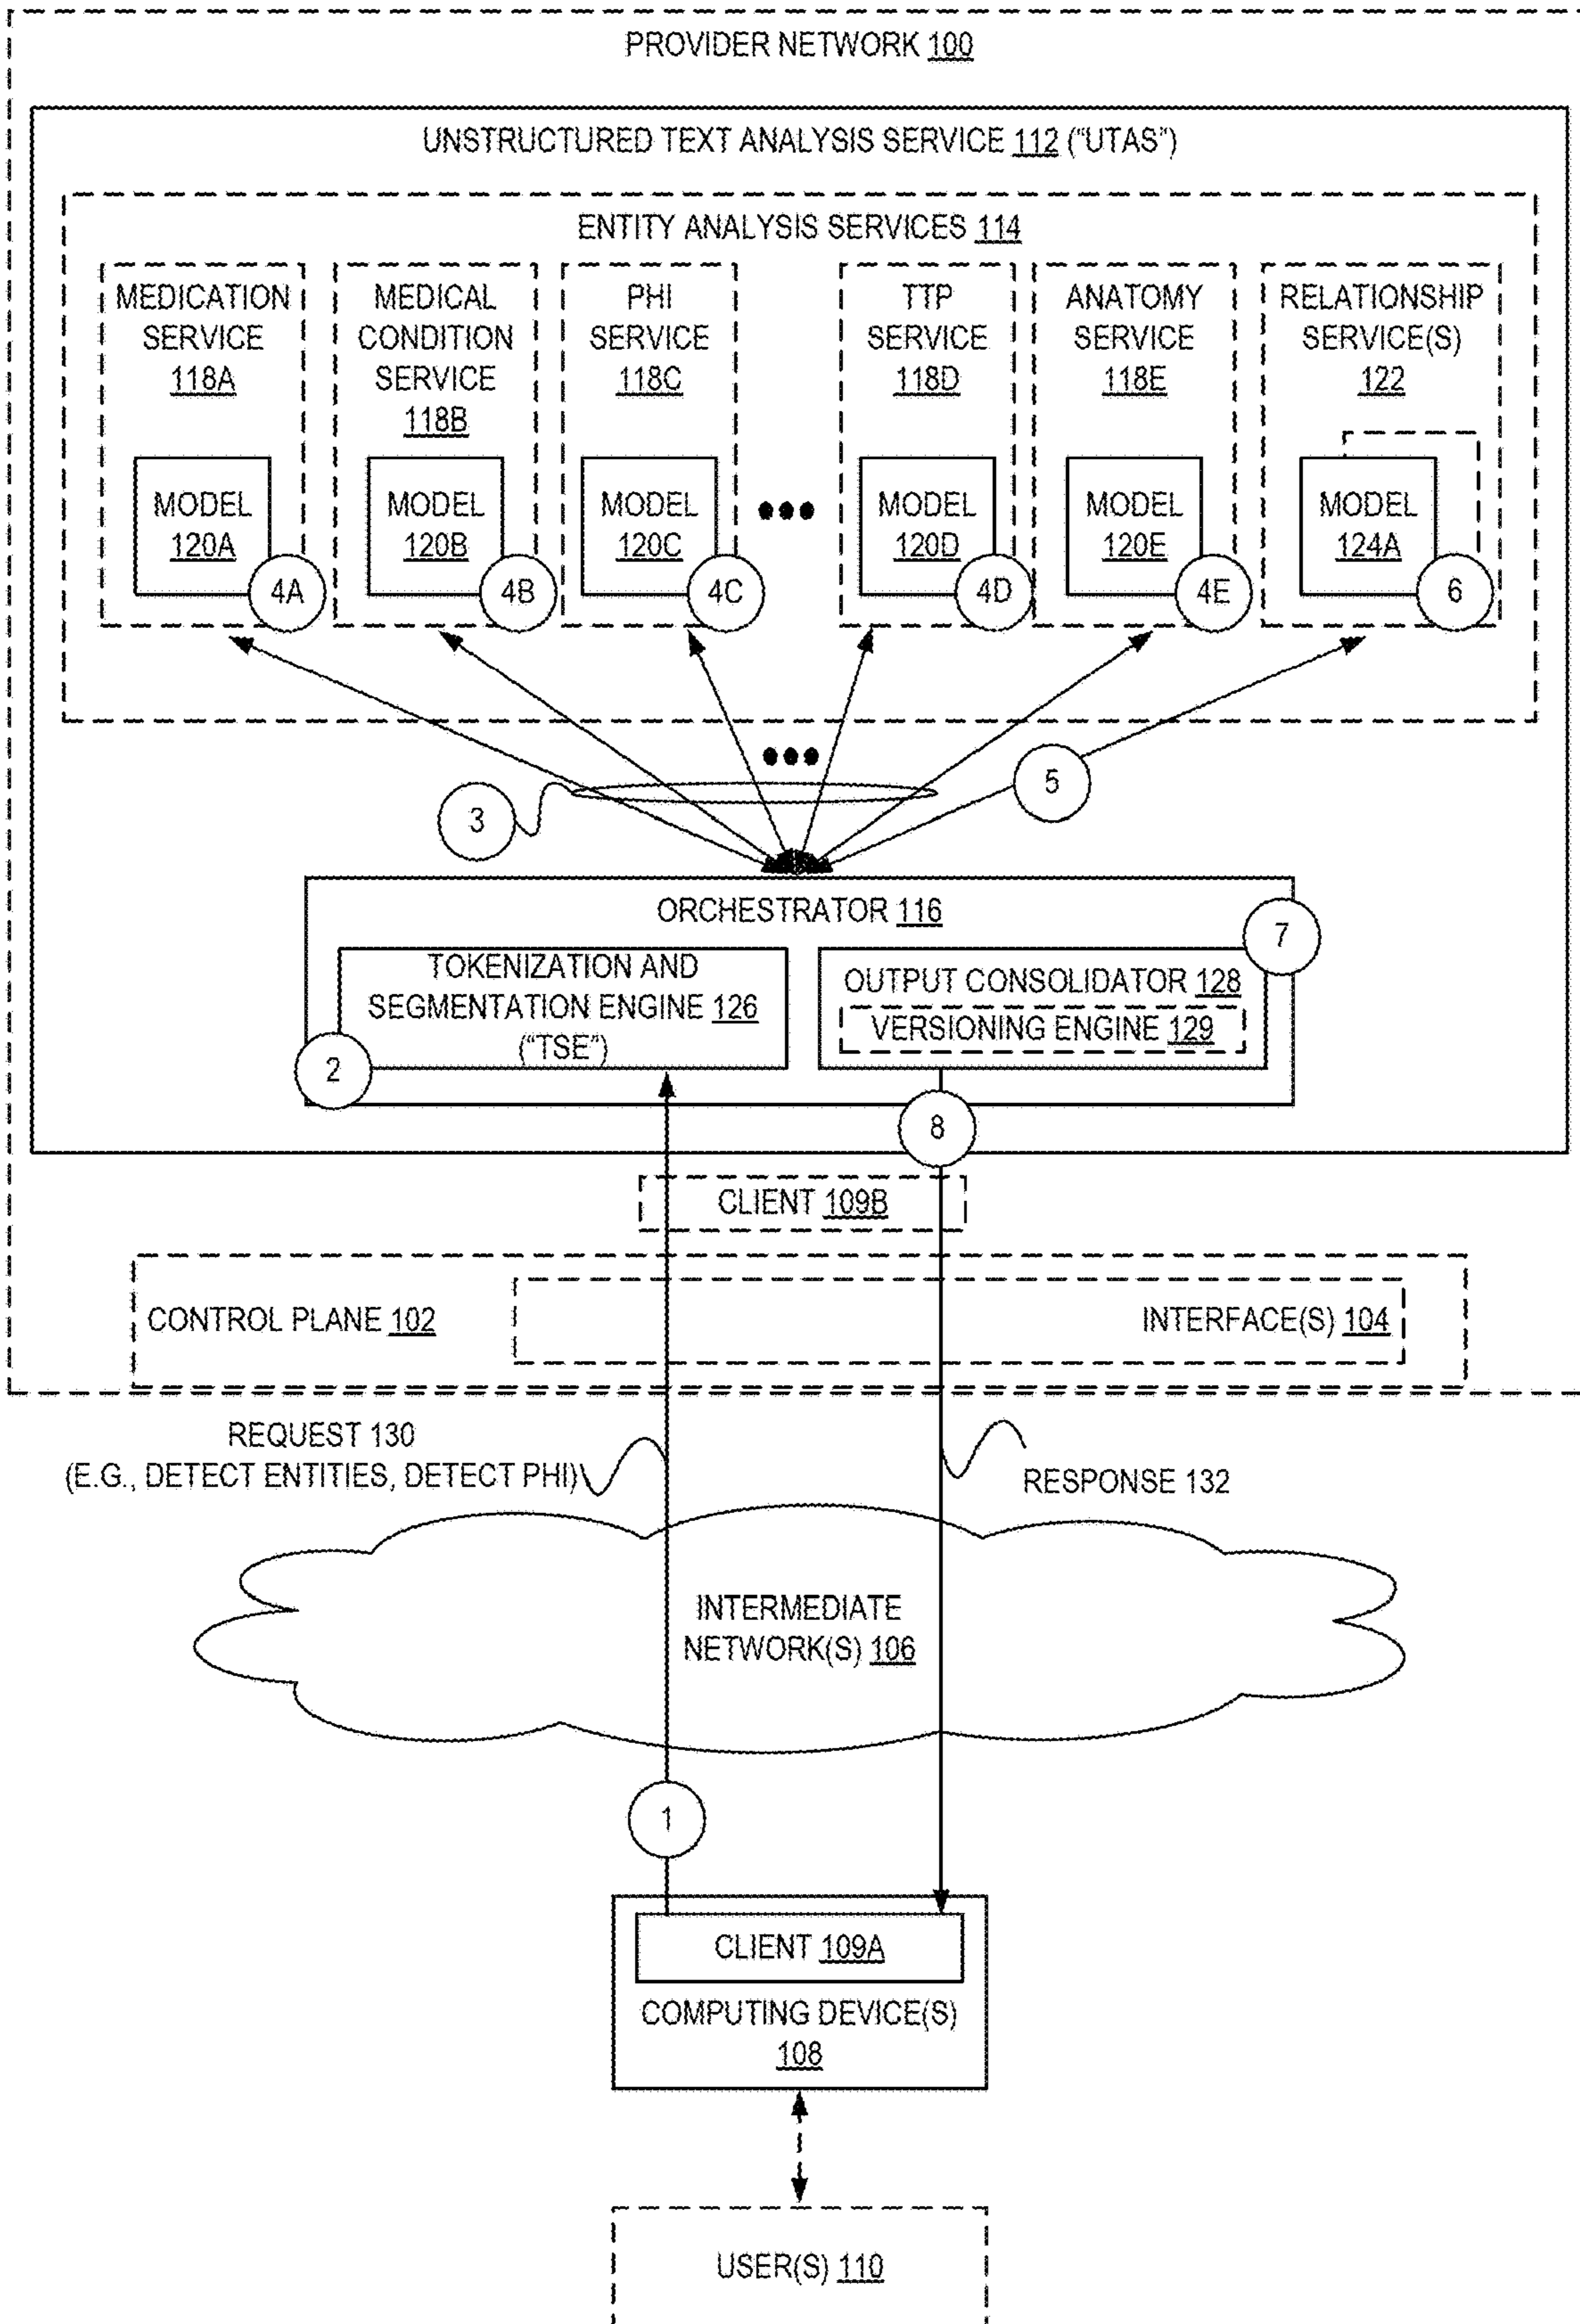 PROVIDER NETWORK 100
UNSTRUCTURED TEXT ANALYSIS SERVICE 112 ("UTAS")
ENTITY ANALYSIS SERVICES 114
MEDICATION
SERVICE
118A
MODEL
120A
4A
MEDICAL
CONDITION
SERVICE
118B
MODEL
120B
4B
PHI
SERVICE
118C
MODEL
120C
4C
TTP
SERVICE
118D
MODEL
120D
4D
ANATOMY
SERVICE
118E
MODEL
120E
4E
RELATIONSHIP
SERVICE(S)
122
MODEL
124A
6
3
5
ORCHESTRATOR 116
7
TOKENIZATION AND
SEGMENTATION ENGINE 126
("TSE")
2
OUTPUT CONSOLIDATOR 128
VERSIONING ENGINE 129
8
CLIENT 109B
CONTROL PLANE 102
INTERFACE(S) 104
REQUEST 130
(E.G., DETECT ENTITIES, DETECT PHI)
RESPONSE 132
INTERMEDIATE
NETWORK(S) 106
1
CLIENT 109A
COMPUTING DEVICE(S)
108
USER(S) 110